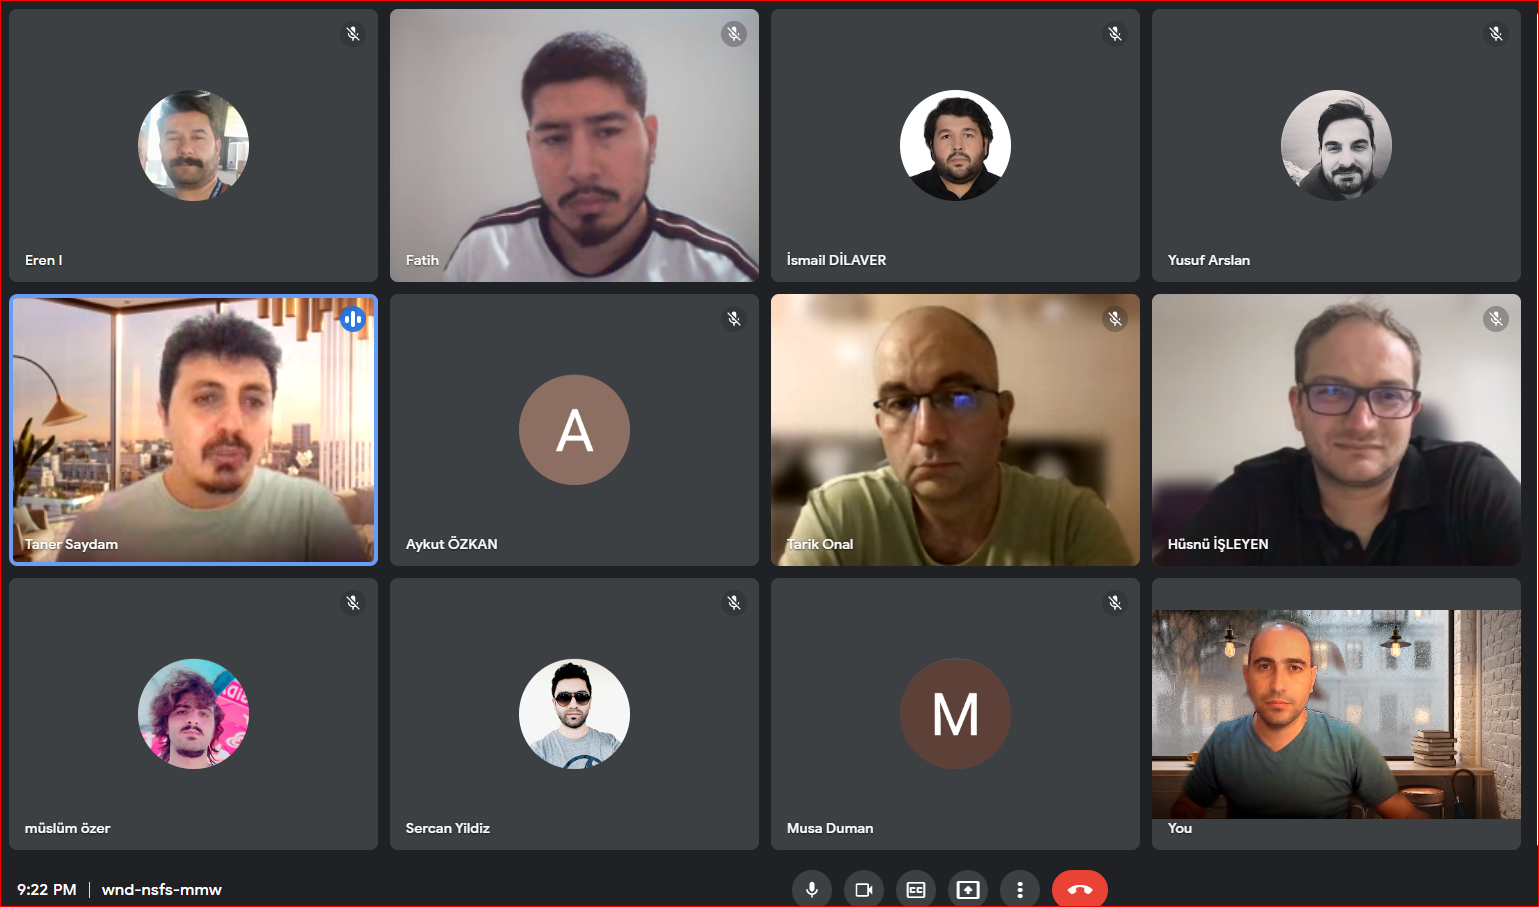 Eren I
Fatih
İsmail DİLAVER
Yusuf Arslan
Taner Saydam
A
Aykut ÖZKAN
Tarik Onal
Hüsnü İŞLEYEN
müslüm özer
Sercan Yildiz
M
Musa Duman
You
9:22 PM | wnd-nsfs-mmw
CC